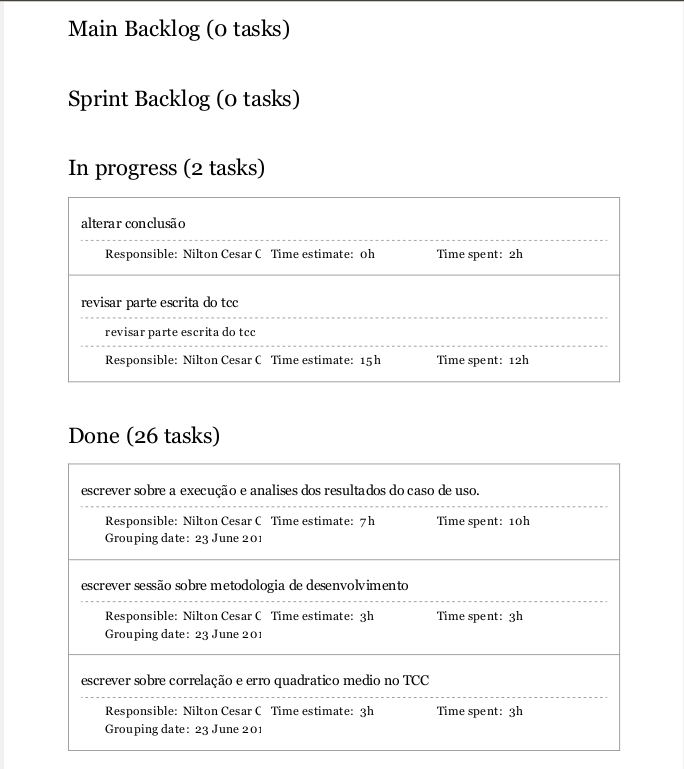 Main Backlog (0 tasks)
Sprint Backlog (0 tasks)
In progress (2 tasks)
alterar conclusão
Responsible: Nilton Cesar C Time estimate: 0h Time spent: 2h
revisar parte escrita do tcc
revisar parte escrita do tcc
Responsible: Nilton Cesar C Time estimate: 15h Time spent: 12h
Done (26 tasks)
escrever sobre a execução e analises dos resultados do caso de uso.
Responsible: Nilton Cesar C Time estimate: 7h Time spent: 10h
Grouping date: 23 June 201
escrever sessão sobre metodologia de desenvolvimento
Responsible: Nilton Cesar C Time estimate: 3h Time spent: 3h
Grouping date: 23 June 201
escrever sobre correlação e erro quadratico medio no TCC
Responsible: Nilton Cesar C Time estimate: 3h Time spent: 3h
Grouping date: 23 June 201